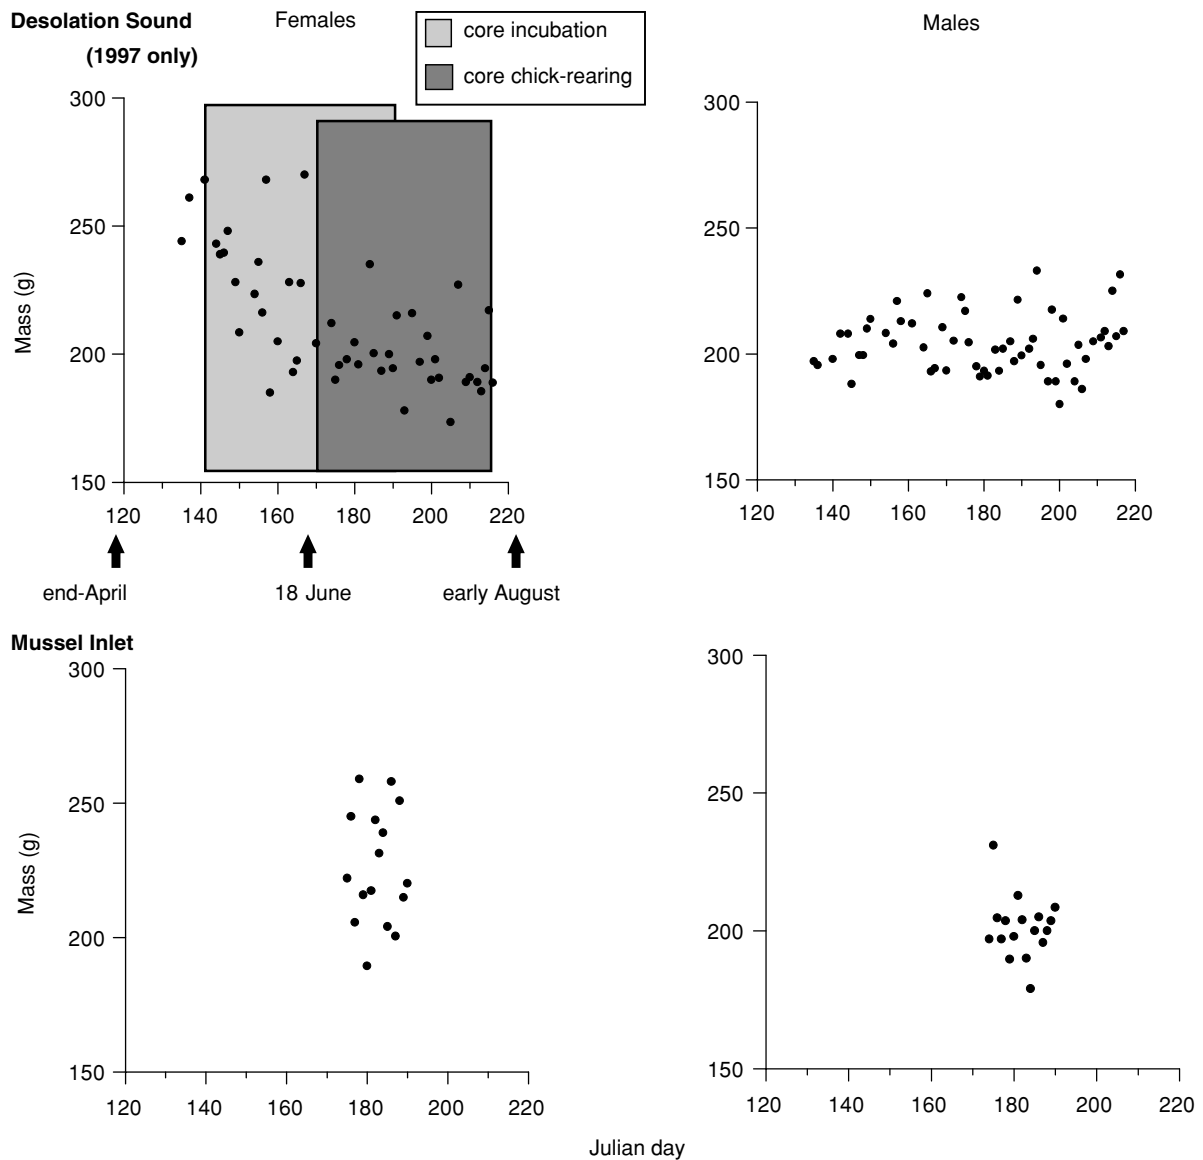 Desolation Sound
(1997 only)
Females
core incubation
core chick-rearing
Males
300
250
200
150
Mass (g)
120 140 160 180 200 220
end-April
18 June
early August
300
250
200
150
120 140 160 180 200 220
Mussel Inlet
300
250
200
150
Mass (g)
120 140 160 180 200 220
300
250
200
150
120 140 160 180 200 220
Julian day